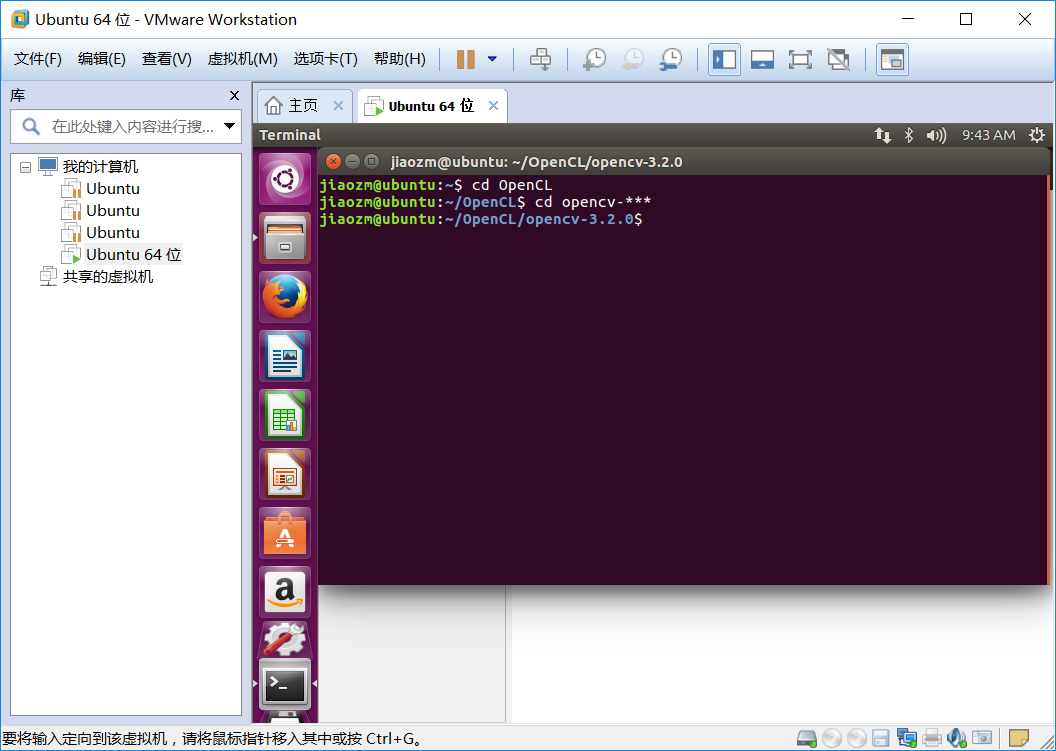 Ubuntu 64 位 - VMware Workstation
文件(F) 编辑(E) 查看(V) 虚拟机(M) 选项卡(T) 帮助(H)
库
在此处键入内容进行搜...
我的计算机
Ubuntu
Ubuntu
Ubuntu
Ubuntu 64 位
共享的虚拟机
主页 Ubuntu 64 位
Terminal 9:43 AM
jiaozm@ubuntu: ~/OpenCL/opencv-3.2.0
jiaozm@ubuntu:~$ cd OpenCL
jiaozm@ubuntu:~/OpenCL$ cd opencv-***
jiaozm@ubuntu:~/OpenCL/opencv-3.2.0$
要将输入定向到该虚拟机，请将鼠标指针移入其中或按 Ctrl+G。